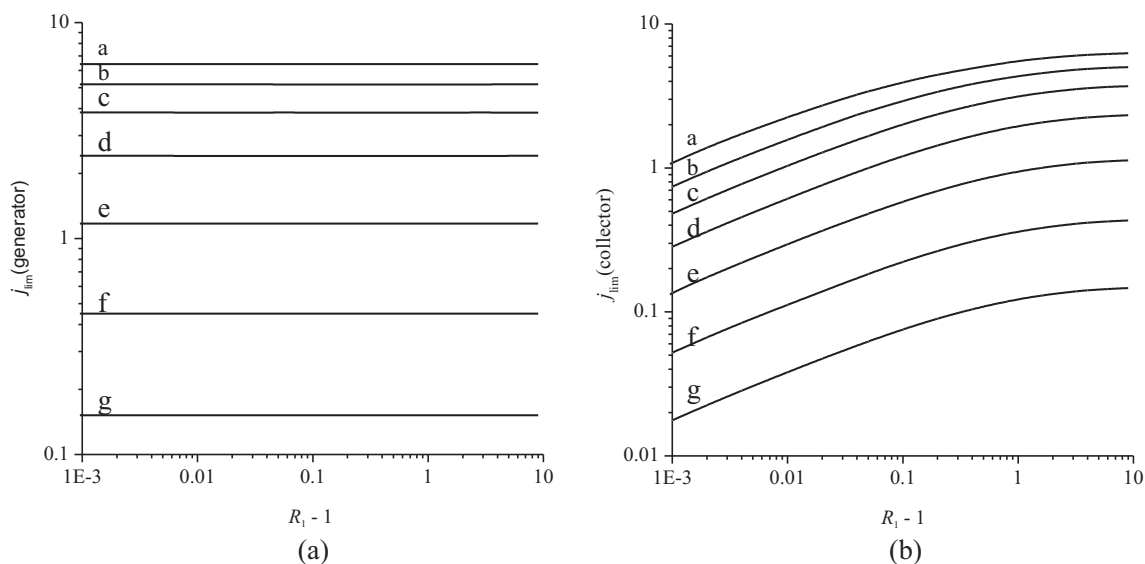 10
a
b
c
d
1
e
f
g
0.1
1E-3
0.01
0.1
1
10
j_lim(generator)
R_1 - 1
(a)
10
a
1
b
c
d
e
0.1
f
g
0.01
1E-3
0.01
0.1
1
10
j_lim(collector)
R_1 - 1
(b)